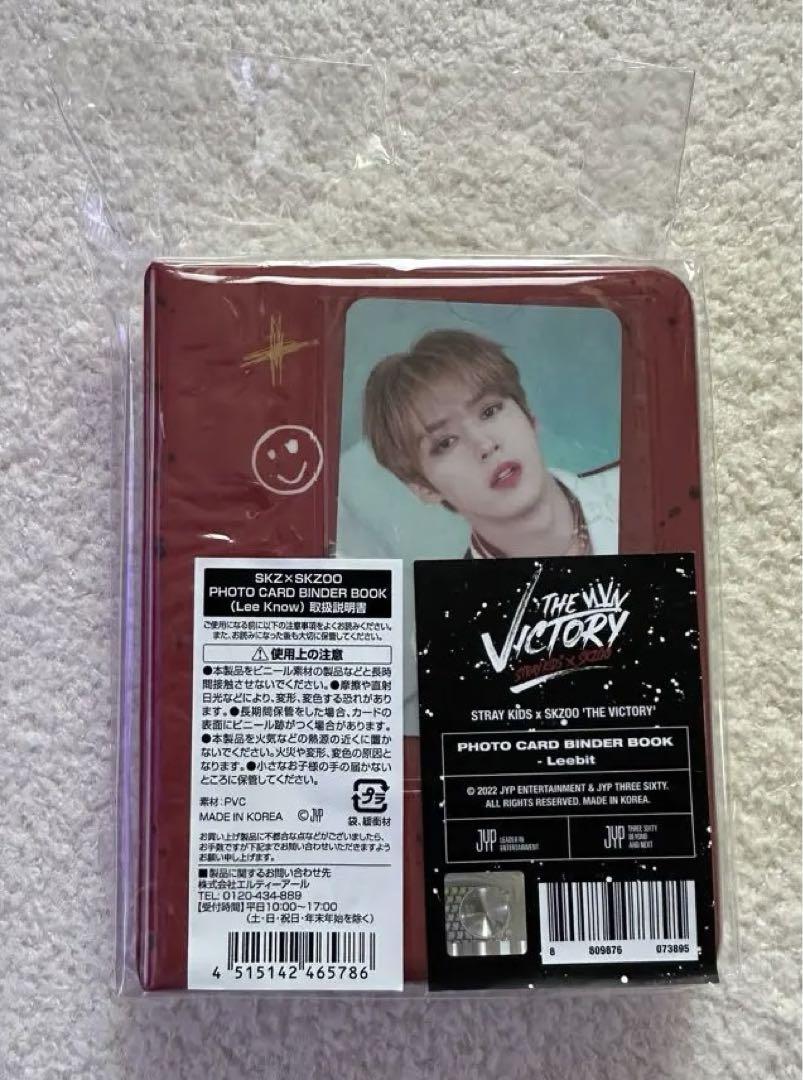 SKZ×SKZOO
PHOTO CARD BINDER BOOK
(Lee Know) 取扱説明書
ご使用になる前に以下の注意事項をよくお読みください。
また、お読みになった後も大切に保管してください。
⚠使用上の注意
●本製品をビニール素材の製品などと長時
間接触させないでください。●摩擦や直射
日光などにより、変形、変色する恐れがあり
ます。●長期間保管をした場合、カードの
表面にビニール跡がつく場合があります。
●本製品を火気などの熱源の近くに置か
ないでください。火災や変形、変色の原因と
なります。●小さなお子様の手の届かない
ところに保管してください。
素材:PVC
MADE IN KOREA ©JYP
プラ
袋、緩衝材
お買い上げ製品に不都合な点などがございましたら、
お手数ですが下記までお問い合わせいただきますよう
お願い申し上げます。
■製品に関するお問い合わせ先
株式会社エルティーアール
TEL: 0120-434-889
【受付時間】平日10:00〜17:00
(土・日・祝日・年末年始を除く)
4 515142 465786
THE
VICTORY
STRAY KIDS x SKZOO
STRAY KIDS x SKZOO 'THE VICTORY'
PHOTO CARD BINDER BOOK
- Leebit
© 2022 JYP ENTERTAINMENT & JYP THREE SIXTY.
ALL RIGHTS RESERVED. MADE IN KOREA.
JYP LEADER IN
ENTERTAINMENT
JYP THREE SIXTY
BEYOND
AND NEXT
8 809876 073895